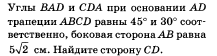 Углы BAD и CDA при основании AD
трапеции ABCD равны 45° и 30° соот-
ветственно, боковая сторона AB равна
5√2 см. Найдите сторону CD.